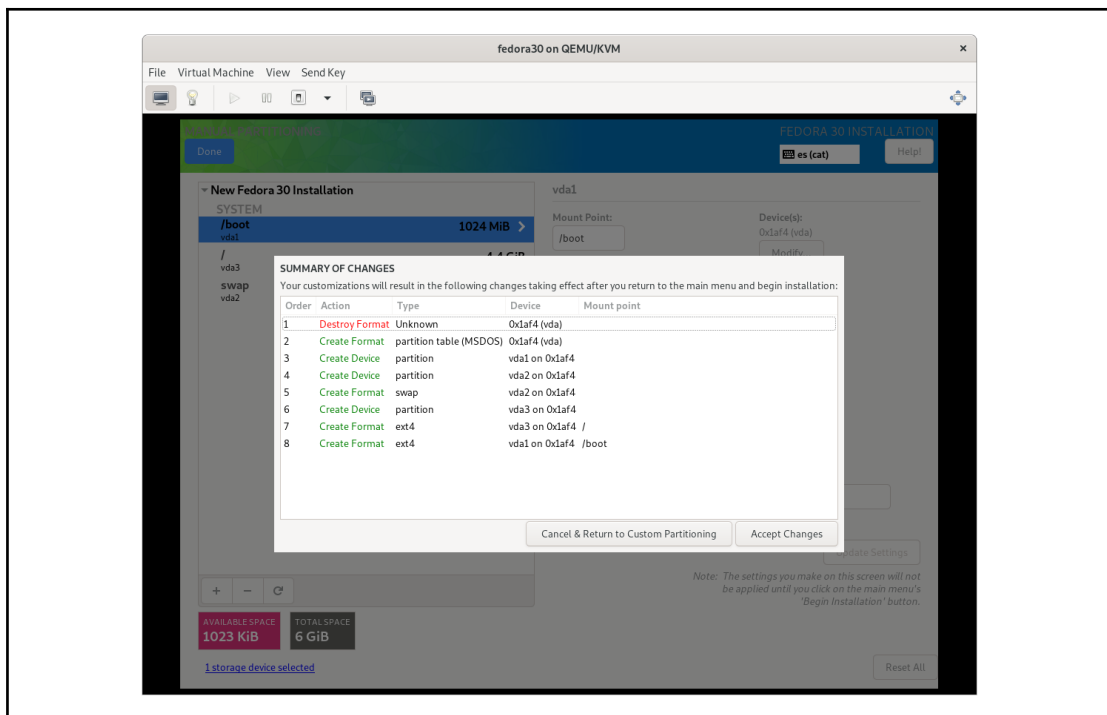 fedora30 on QEMU/KVM
File Virtual Machine View Send Key
FEDORA 30 INSTALLATION
Done
es (cat)
Help!
New Fedora 30 Installation
SYSTEM
/boot
1024 MiB
vda1
/
vda3
swap
vda2
vda1
Mount Point:
/boot
Device(s):
0x1af4 (vda)
Modify...
SUMMARY OF CHANGES
Your customizations will result in the following changes taking effect after you return to the main menu and begin installation:
Order Action Type Device Mount point
1 Destroy Format Unknown 0x1af4 (vda)
2 Create Format partition table (MSDOS) 0x1af4 (vda)
3 Create Device partition vda1 on 0x1af4
4 Create Device partition vda2 on 0x1af4
5 Create Format swap vda2 on 0x1af4
6 Create Device partition vda3 on 0x1af4
7 Create Format ext4 vda3 on 0x1af4 /
8 Create Format ext4 vda1 on 0x1af4 /boot
Cancel & Return to Custom Partitioning
Accept Changes
Update Settings
Note: The settings you make on this screen will not
be applied until you click on the main menu's
'Begin Installation' button.
AVAILABLE SPACE
1023 KiB
TOTAL SPACE
6 GiB
1 storage device selected
Reset All